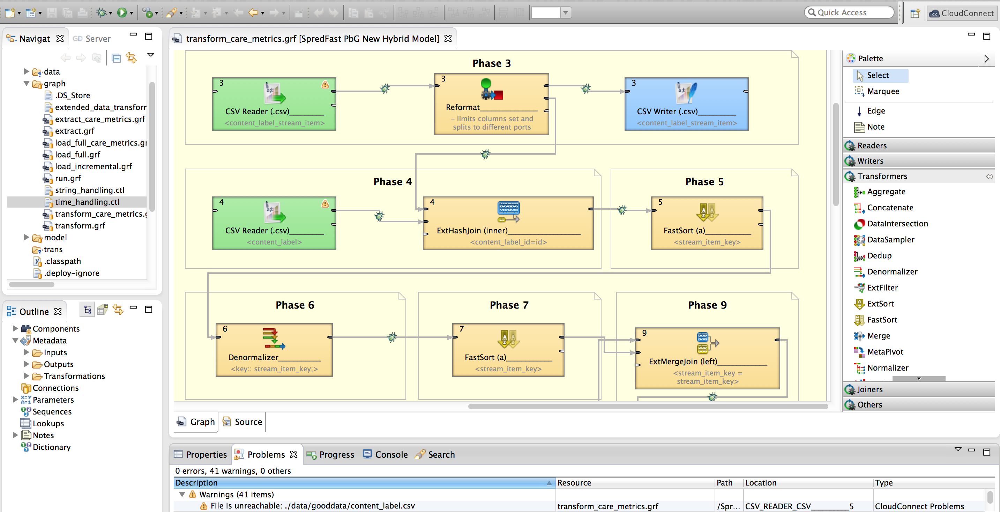 Quick Access
CloudConnect
Navigat
GD Server
data
graph
.DS_Store
extended_data_transfor
extract_care_metrics.grf
extract.grf
load_full_care_metrics.gr
load_full.grf
load_incremental.grf
run.grf
string_handling.ctl
time_handling.ctl
transform_care_metrics.g
transform.grf
model
trans
.classpath
.deploy-ignore
Outline
Components
Metadata
Inputs
Outputs
Transformations
Connections
Parameters
Sequences
Lookups
Notes
Dictionary
transform_care_metrics.grf [SpredFast PbG New Hybrid Model]
Phase 3
3
CSV Reader (.csv)________
<content_label_stream_item>
3
Reformat______________
- limits columns set and
splits to different ports
3
CSV Writer (.csv)_________
<content_label_stream_item>
Phase 4
4
CSV Reader (.csv)________
<content_label>
4
ExtHashJoin (inner)_________________
<content_label_id=id>
Phase 5
5
FastSort (a)___________
<stream_item_key>
Phase 6
6
Denormalizer__________
<key:: stream_item_key;>
Phase 7
7
FastSort (a)___________
<stream_item_key>
Phase 9
9
ExtMergeJoin (left)____________
<stream_item_key =
stream_item_key>
Palette
Select
Marquee
Edge
Note
Readers
Writers
Transformers
Aggregate
Concatenate
DataIntersection
DataSampler
Dedup
Denormalizer
ExtFilter
ExtSort
FastSort
Merge
MetaPivot
Normalizer
Joiners
Others
Graph
Source
Properties
Problems
Progress
Console
Search
0 errors, 41 warnings, 0 others
Description Resource Path Location Type
Warnings (41 items)
File is unreachable: ./data/gooddata/content_label.csv transform_care_metrics.grf /Spr... CSV_READER_CSV_________5 CloudConnect Problems